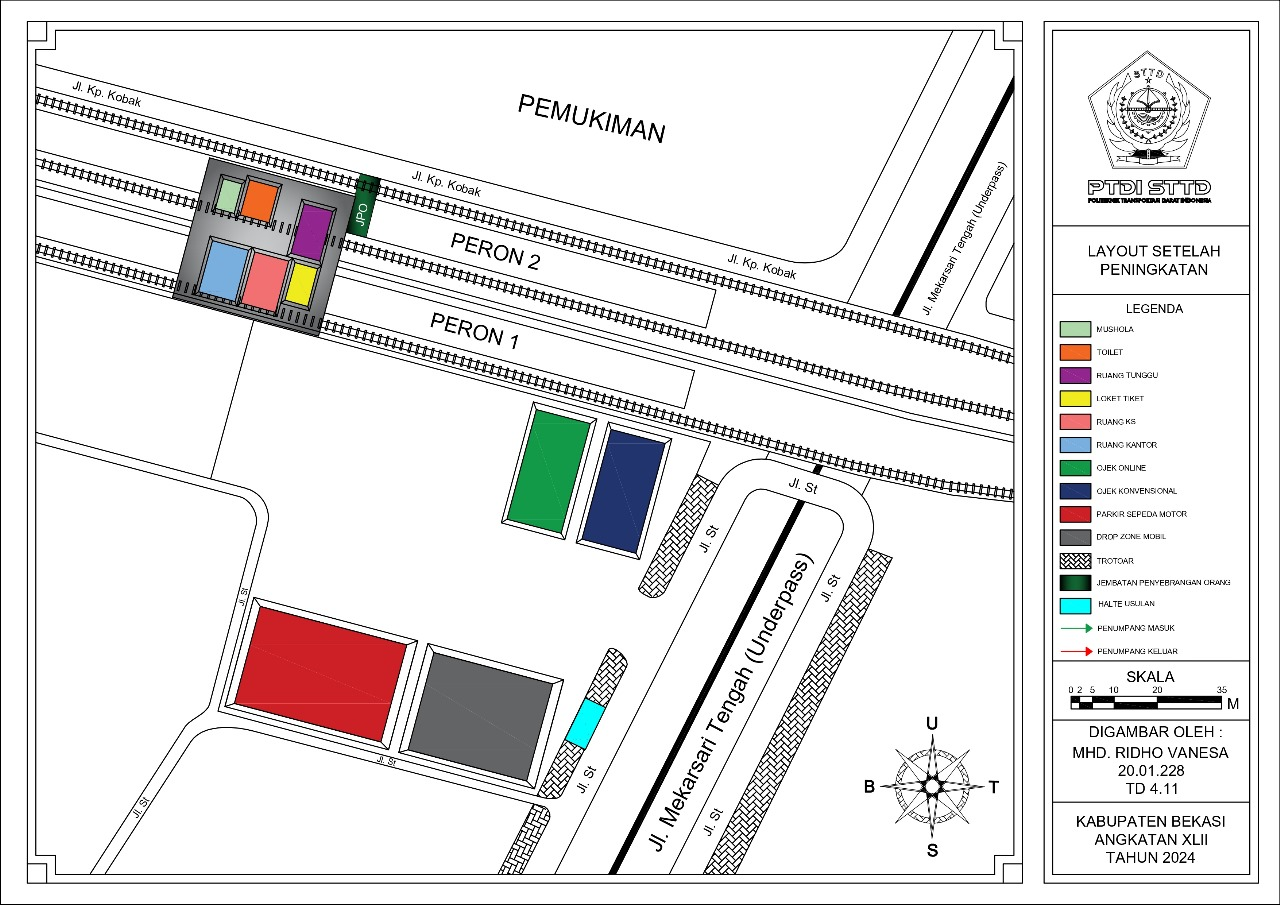 Jl. Kp. Kobak
PEMUKIMAN
Jl. Kp. Kobak
Jl. Kp. Kobak
JPO
PERON 2
PERON 1
Jl. Mekarsari Tengah (Underpass)
Jl. St
Jl. St
Jl. St
Jl. Mekarsari Tengah (Underpass)
Jl. St
Jl. St
Jl. St
Jl. St
Jl. St
U
B
T
S
STTD
PTDI STTD
POLITEKNIK TRANSPORTASI DARAT INDONESIA
LAYOUT SETELAH
PENINGKATAN
LEGENDA
MUSHOLA
TOILET
RUANG TUNGGU
LOKET TIKET
RUANG KS
RUANG KANTOR
OJEK ONLINE
OJEK KONVENSIONAL
PARKIR SEPEDA MOTOR
DROP ZONE MOBIL
TROTOAR
JEMBATAN PENYEBRANGAN ORANG
HALTE USULAN
PENUMPANG MASUK
PENUMPANG KELUAR
SKALA
0 2 5 10 20 35
M
DIGAMBAR OLEH :
MHD. RIDHO VANESA
20.01.228
TD 4.11
KABUPATEN BEKASI
ANGKATAN XLII
TAHUN 2024